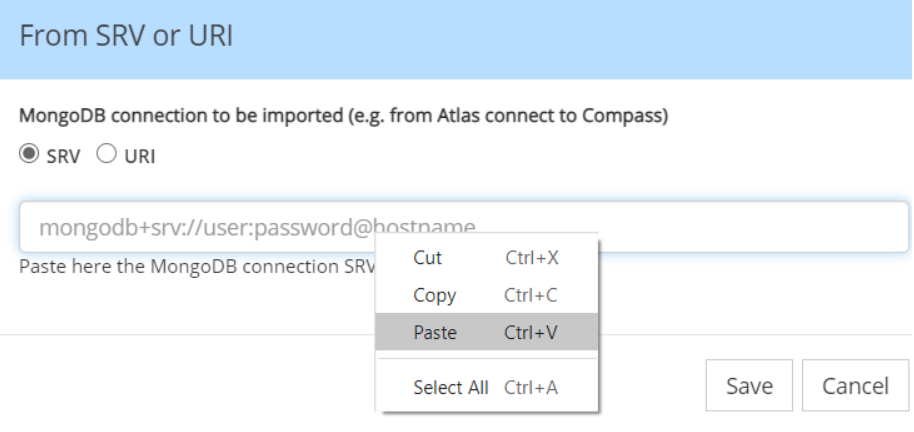 From SRV or URI
MongoDB connection to be imported (e.g. from Atlas connect to Compass)
SRV URI
mongodb+srv://user:password@hostname
Paste here the MongoDB connection SRV
Cut Ctrl+X
Copy Ctrl+C
Paste Ctrl+V
Select All Ctrl+A
Save Cancel